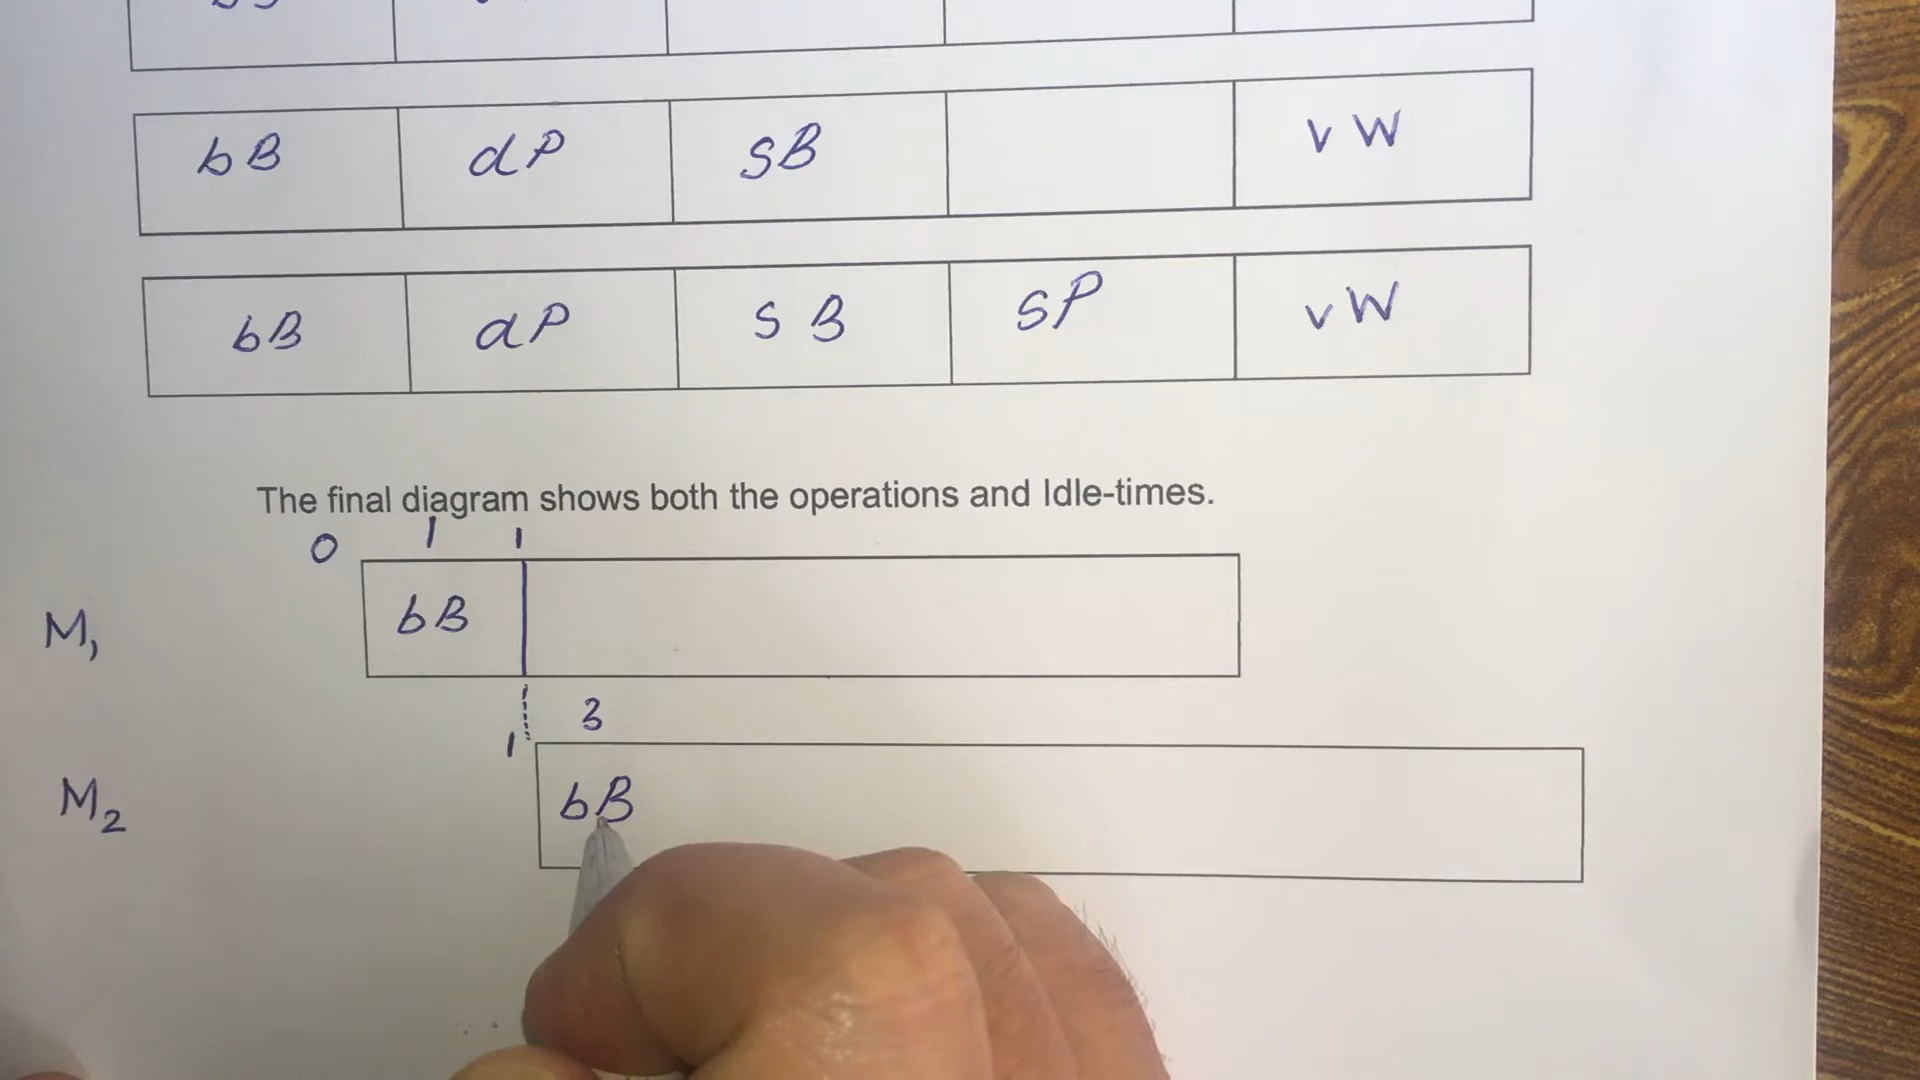 bB dP SB vW
bB dP SB SP vW
The final diagram shows both the operations and Idle-times.
0 1 1
M₁ bB
3
1
M₂ bB